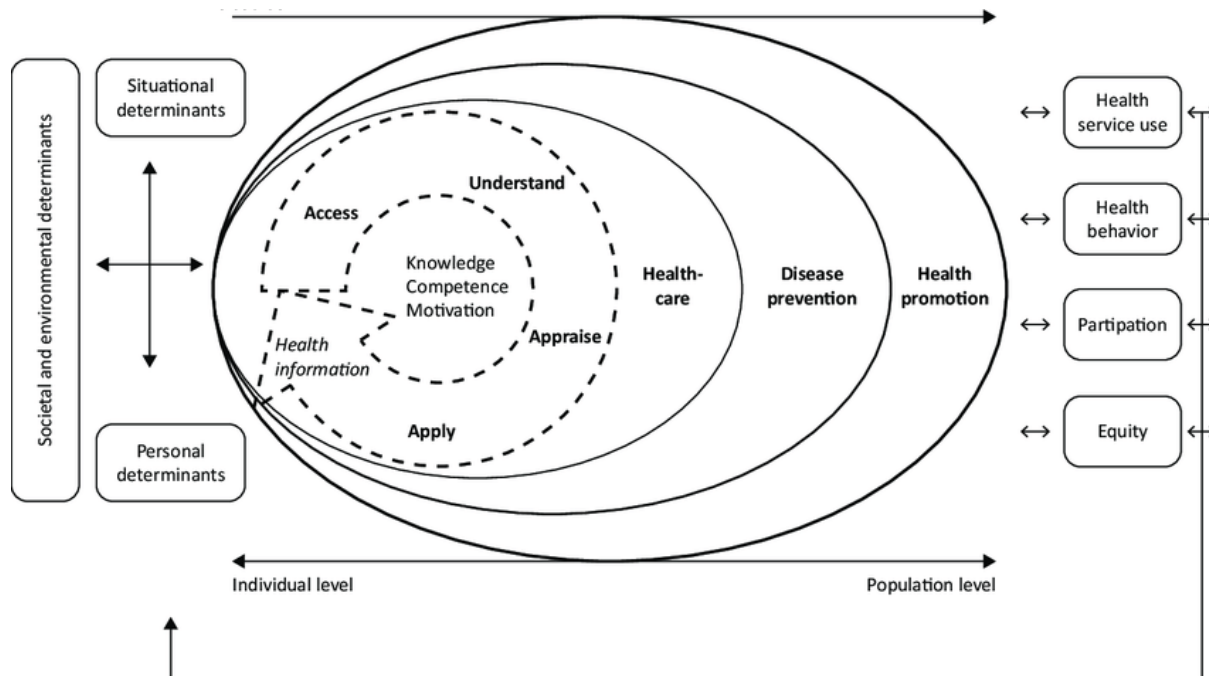 Societal and environmental determinants
Situational
determinants
Personal
determinants
Access
Understand
Knowledge
Competence
Motivation
Health
information
Appraise
Apply
Health-
care
Disease
prevention
Health
promotion
Individual level
Population level
Health
service use
Health
behavior
Partipation
Equity